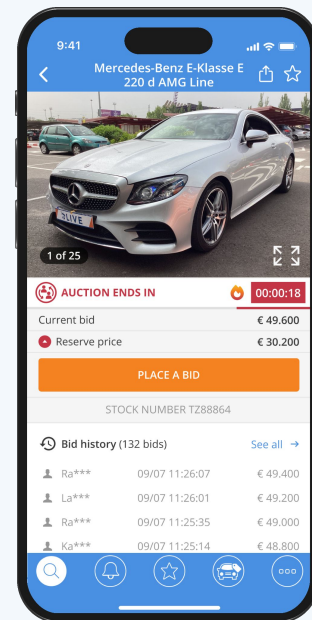 9:41
Mercedes-Benz E-Klasse E
220 d AMG Line
LIVE
1 of 25
AUCTION ENDS IN 00:00:18
Current bid € 49.600
Reserve price € 30.200
PLACE A BID
STOCK NUMBER TZ88864
Bid history (132 bids) See all →
Ra*** 09/07 11:26:07 € 49.400
La*** 09/07 11:26:01 € 49.200
Ra*** 09/07 11:25:35 € 49.000
Ka*** 09/07 11:25:14 € 48.800